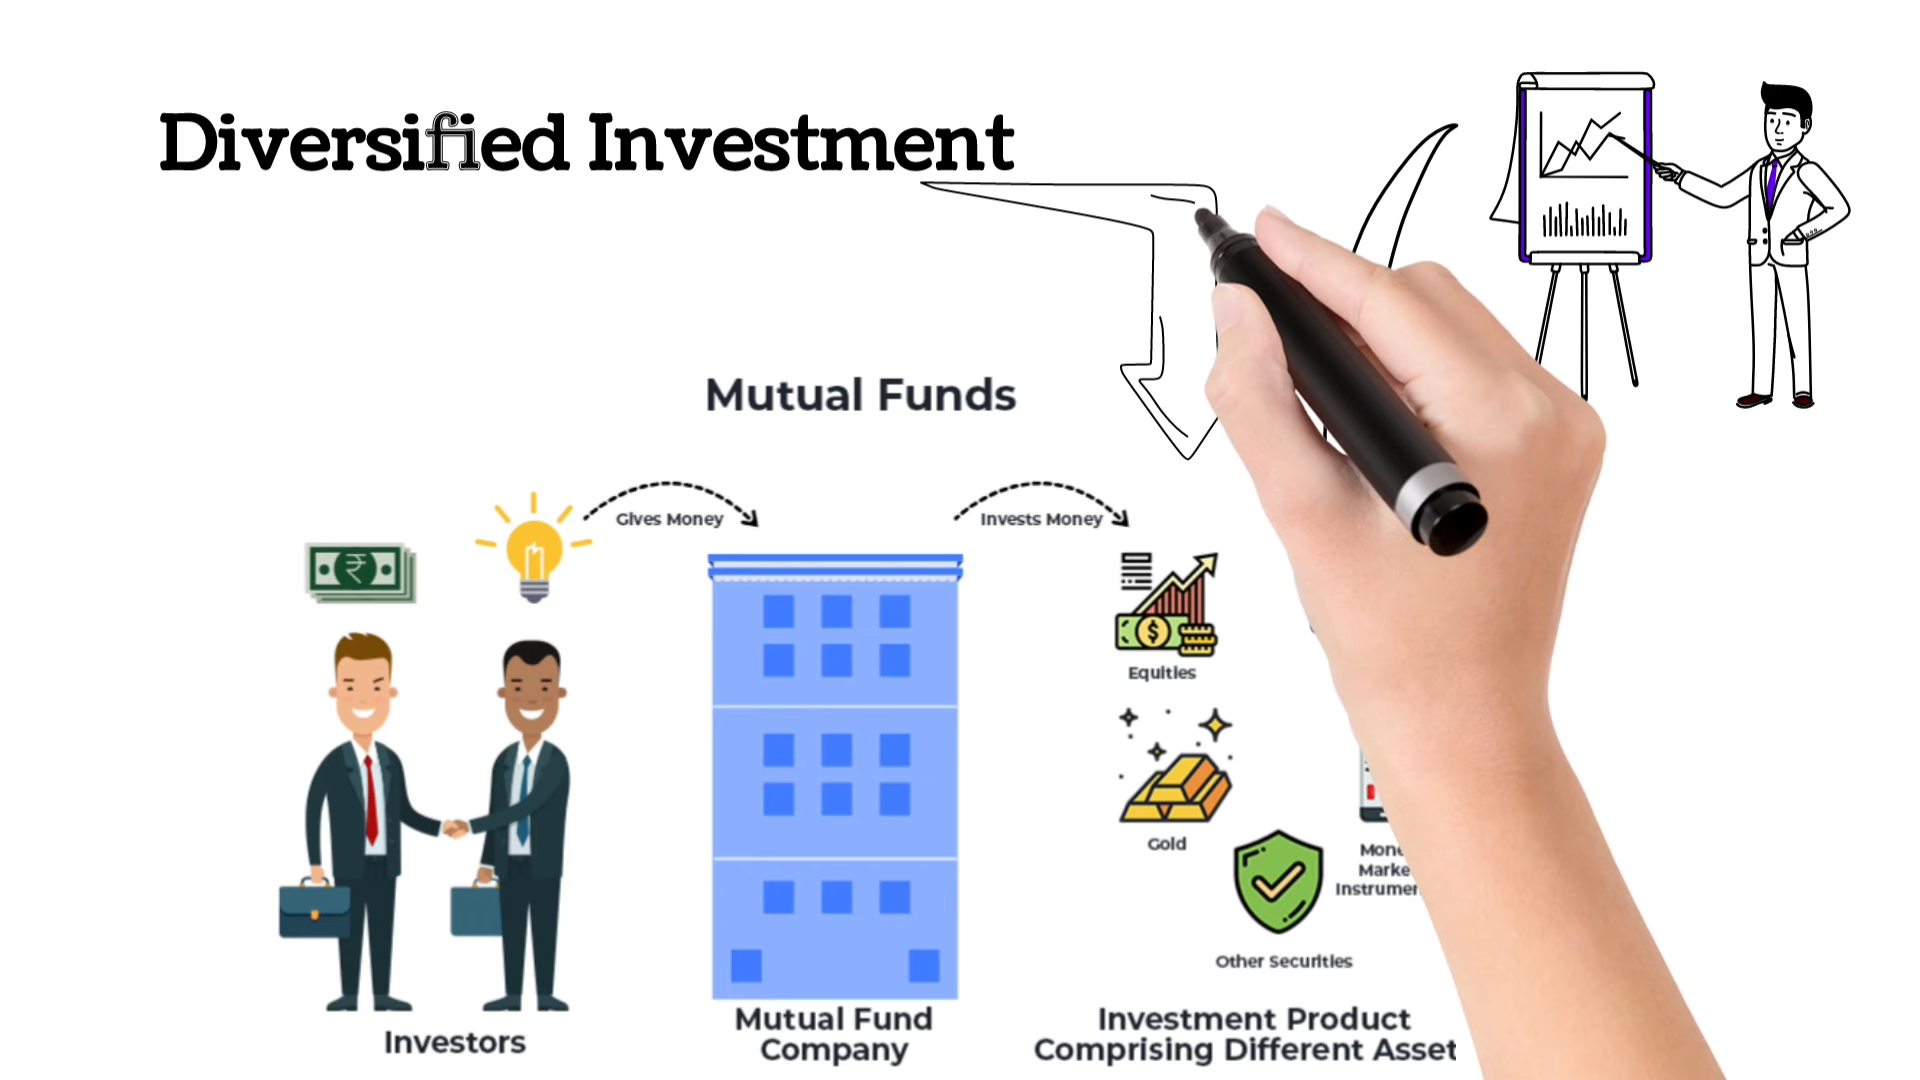 Diversified Investment
Mutual Funds
Gives Money
Invests Money
Equities
Gold
Other Securities
Investors
Mutual Fund
Company
Investment Product
Comprising Different Asset